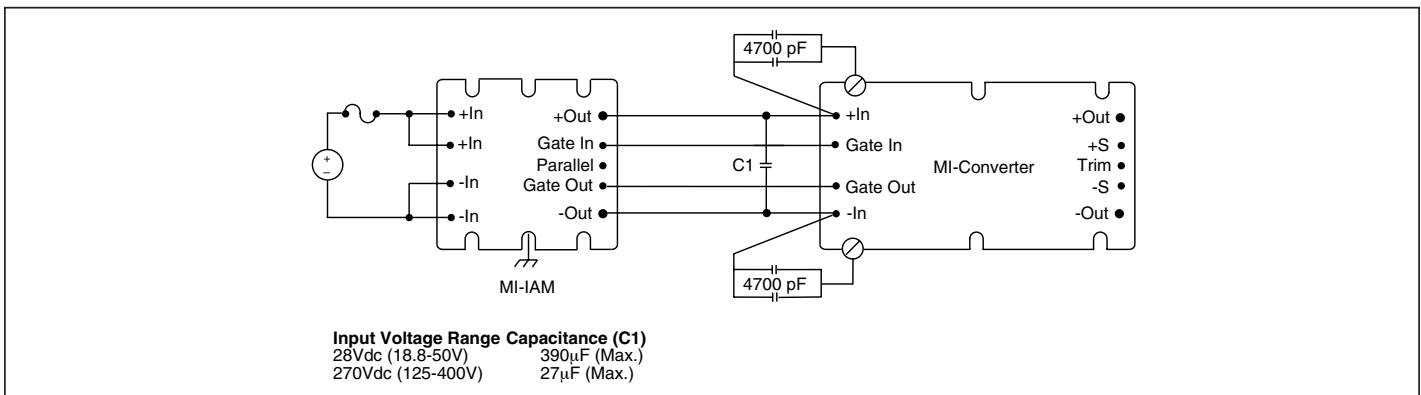 4700 pF
+In
+In
-In
-In
+Out
Gate In
Parallel
Gate Out
-Out
MI-IAM
C1
+In
Gate In
Gate Out
-In
MI-Converter
+Out
+S
Trim
-S
-Out
4700 pF
+
–
Input Voltage Range Capacitance (C1)
28Vdc (18.8-50V) 390µF (Max.)
270Vdc (125-400V) 27µF (Max.)